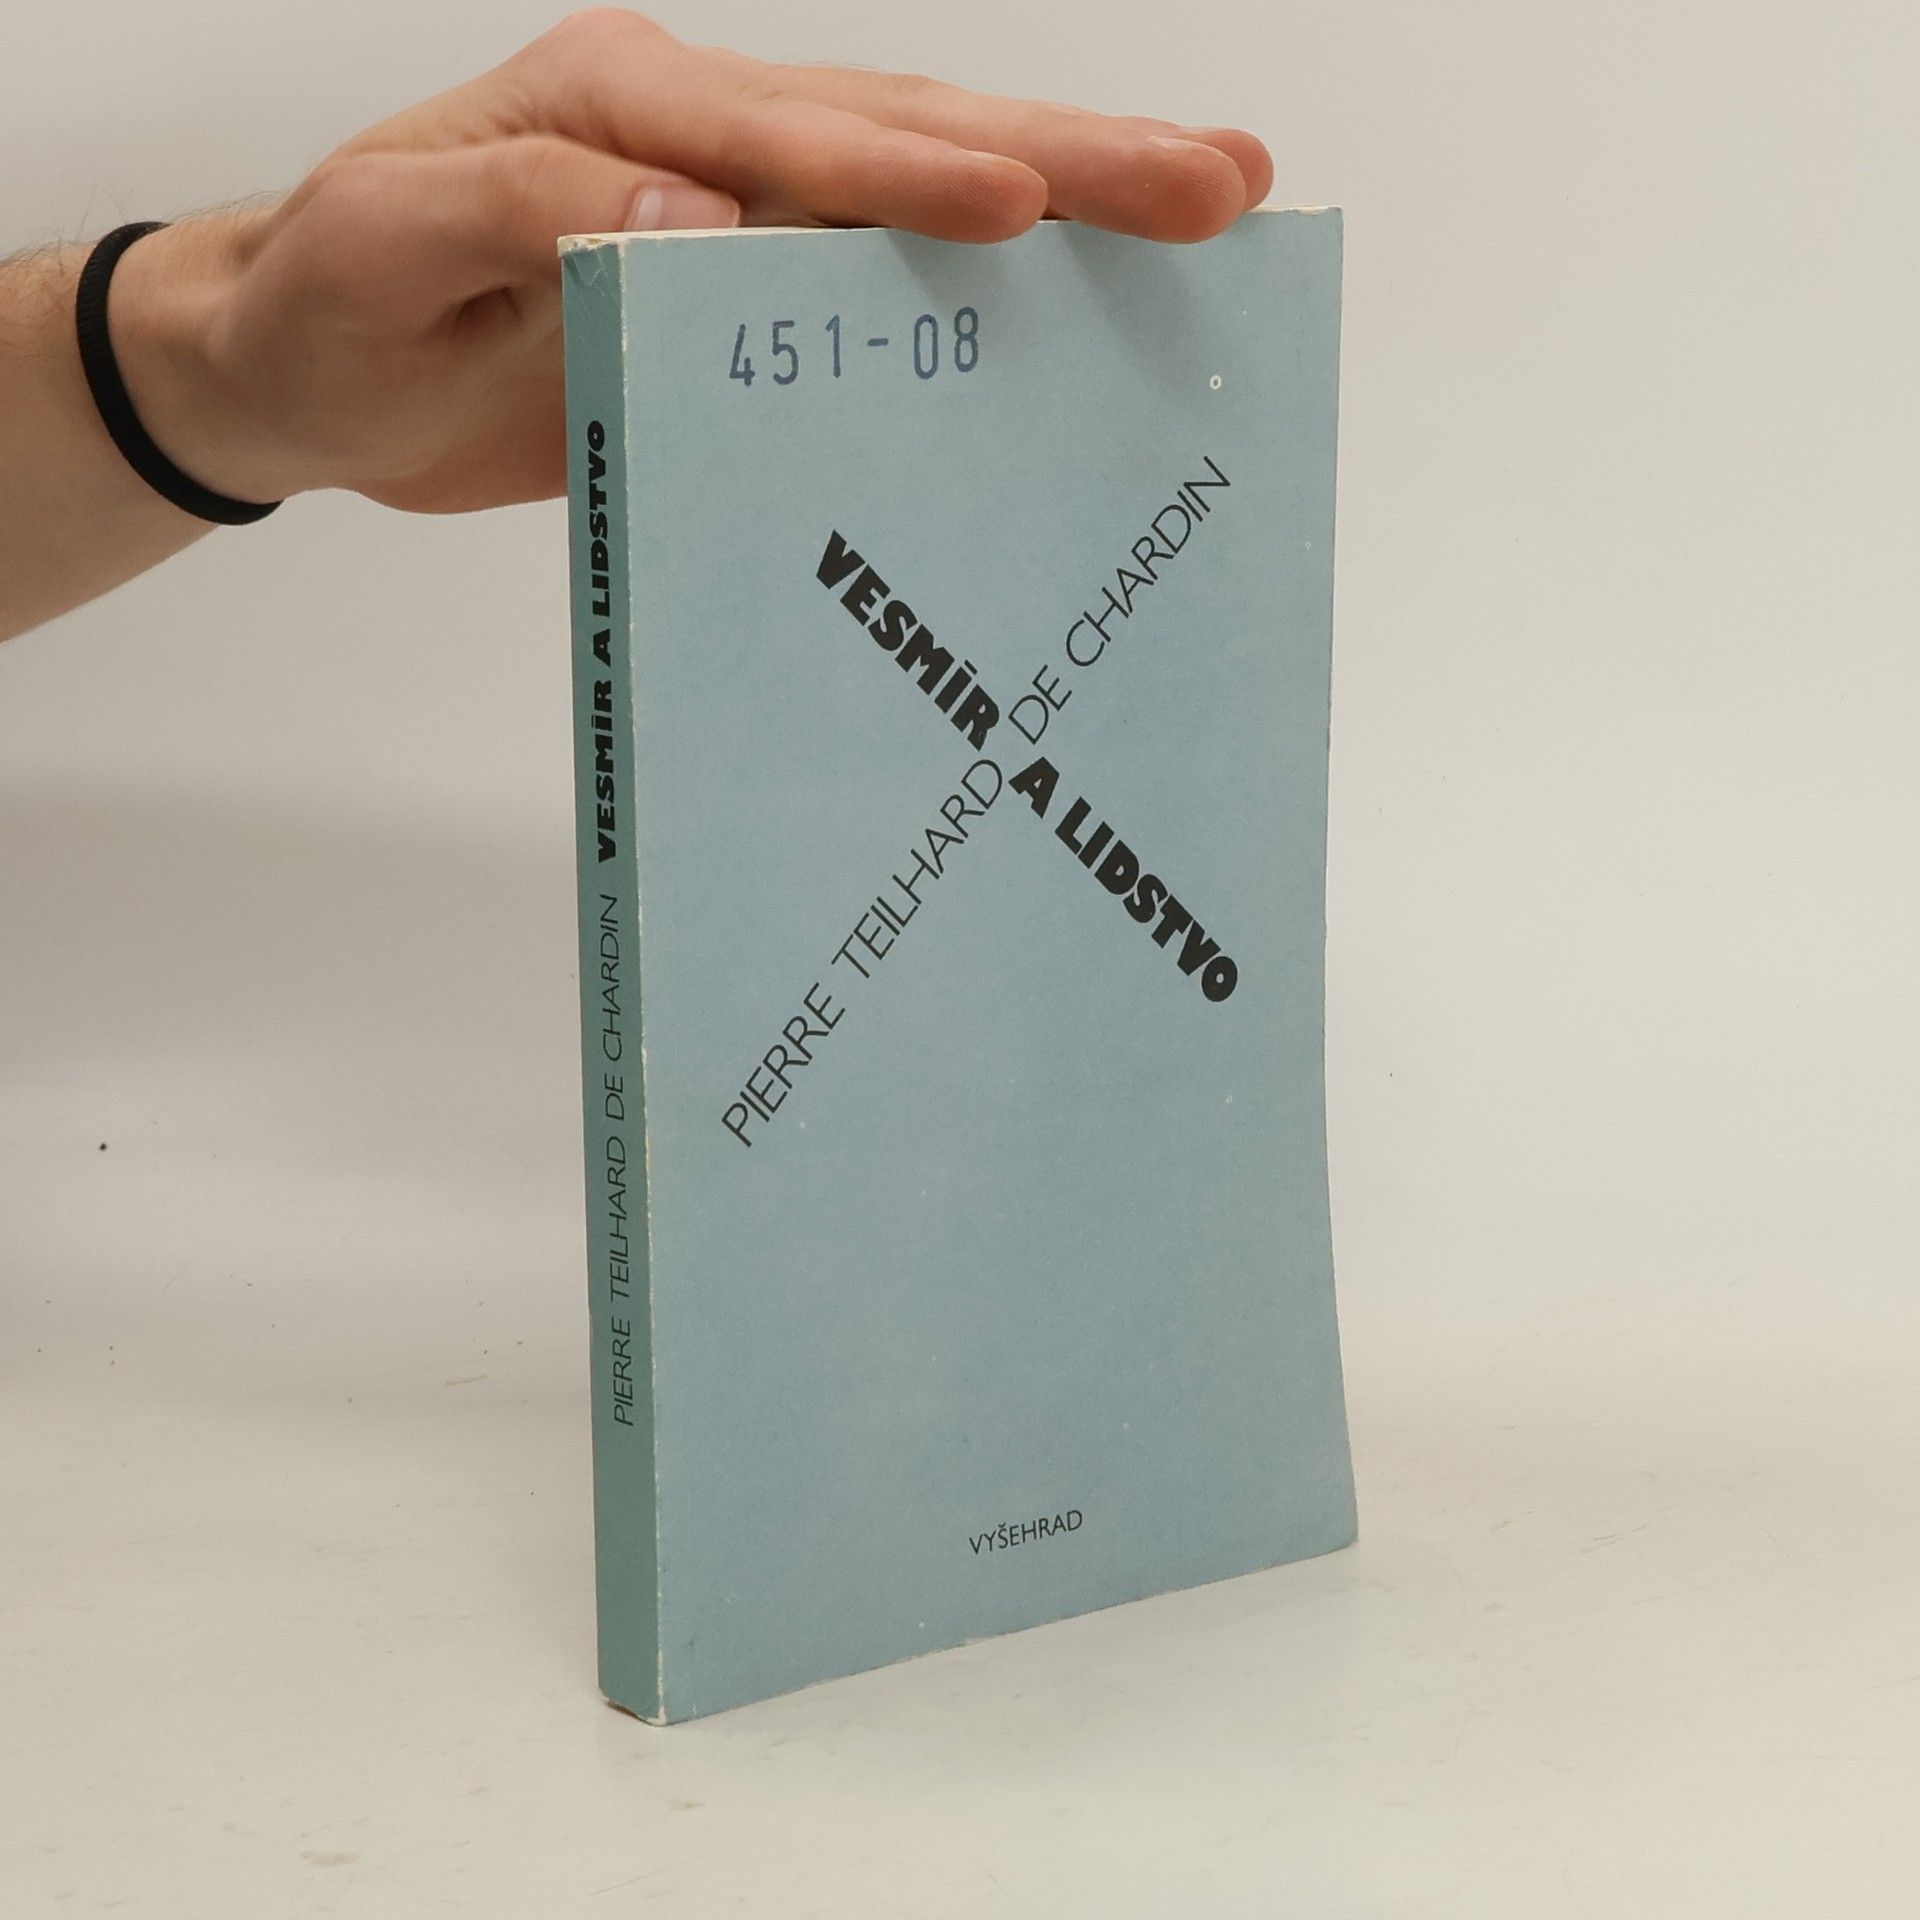 451-08
VESMÍR A LIDSTVO
PIERRE TEILHARD DE CHARDIN
VYŠEHRAD
PIERRE TEILHARD DE CHARDIN VESMÍR A LIDSTVO